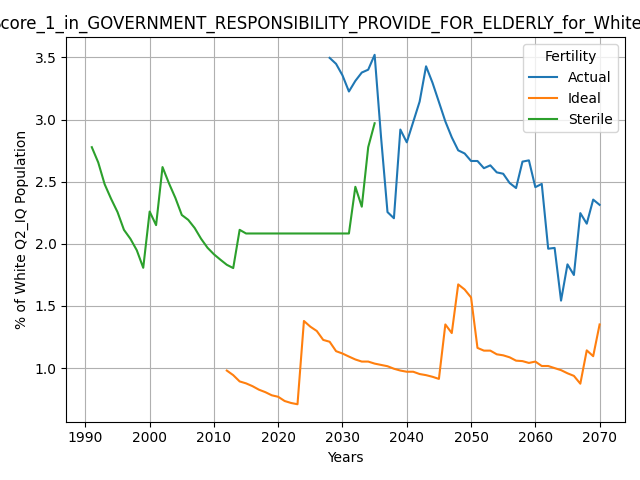 core_1_in_GOVERNMENT_RESPONSIBILITY_PROVIDE_FOR_ELDERLY_for_White
Fertility
Actual
Ideal
Sterile
% of White Q2_IQ Population
3.5
3.0
2.5
2.0
1.5
1.0
1990 2000 2010 2020 2030 2040 2050 2060 2070
Years